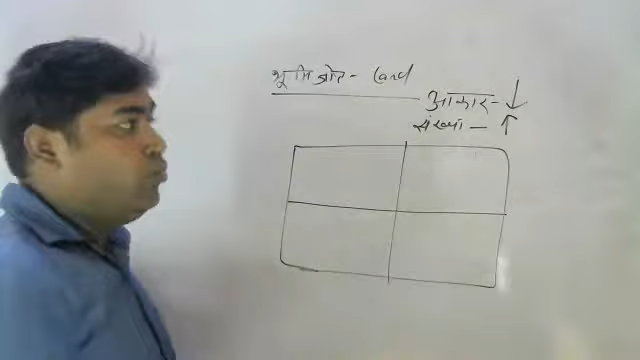 भूमि जोत - Land
आकार - ↓
संख्या - ↑